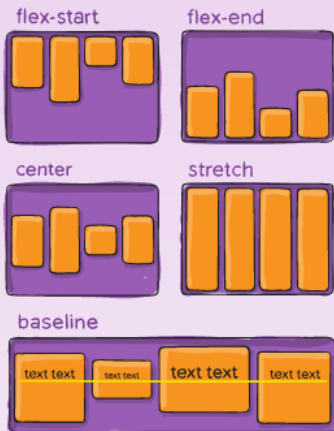 flex-start
flex-end
center
stretch
baseline
text text
text text
text text
text text